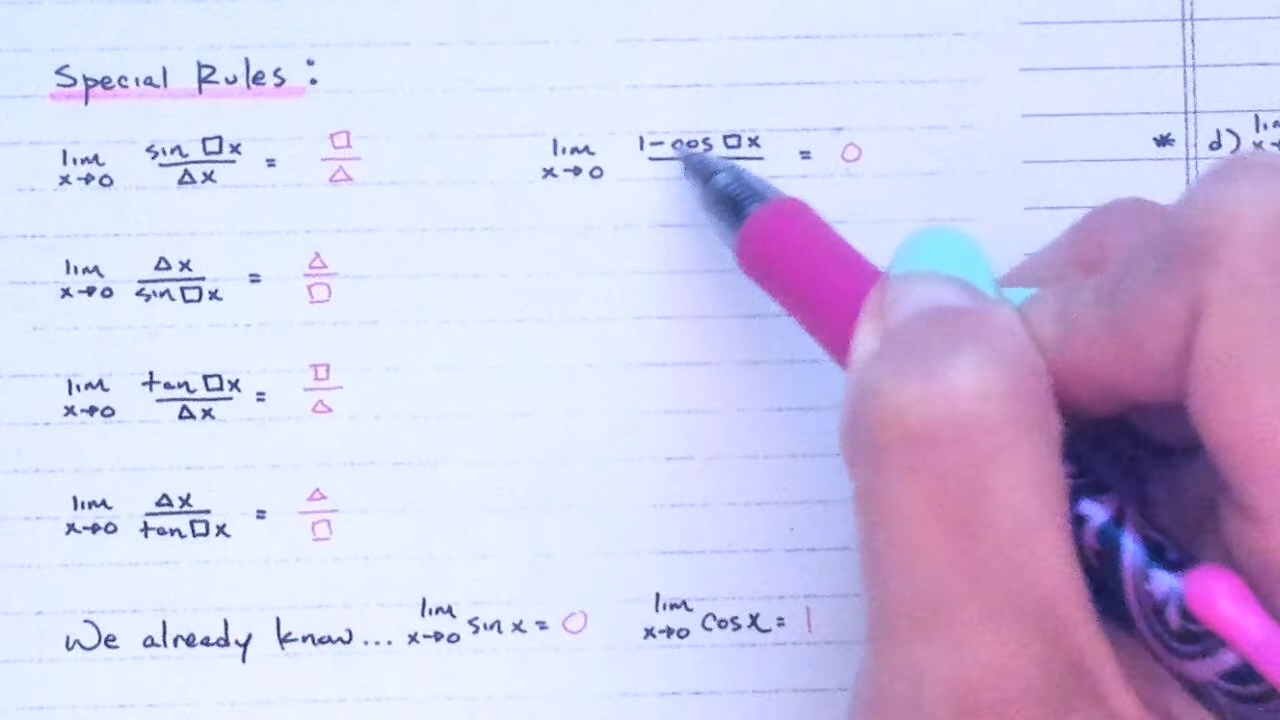 Special Rules:
lim x→0 sin □x / Δx = □ / Δ
lim x→0 1-cos □x = 0
* d) lim x→
lim x→0 Δx / sin □x = Δ / □
lim x→0 tan □x / Δx = □ / Δ
lim x→0 Δx / tan □x = Δ / □
We already know... lim x→0 sin x = 0 lim x→0 cos x = 1